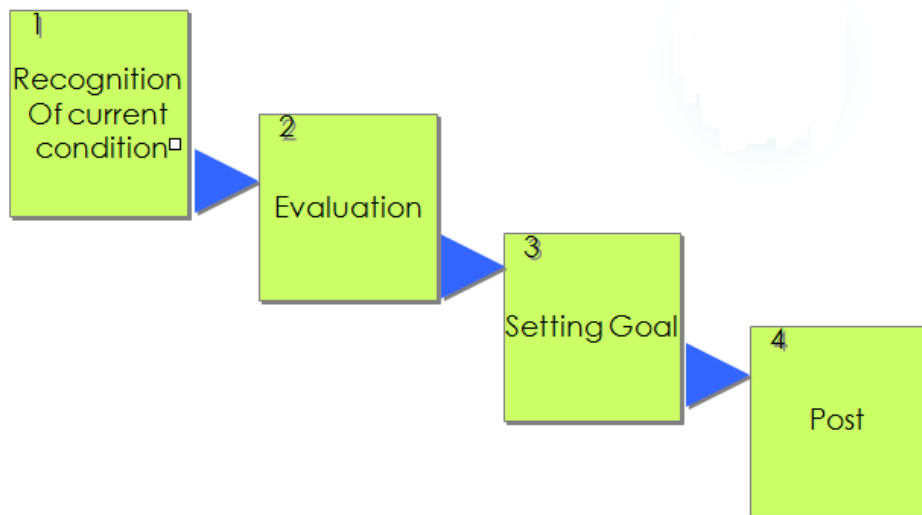 1
Recognition
Of current
condition
2
Evaluation
3
Setting Goal
4
Post